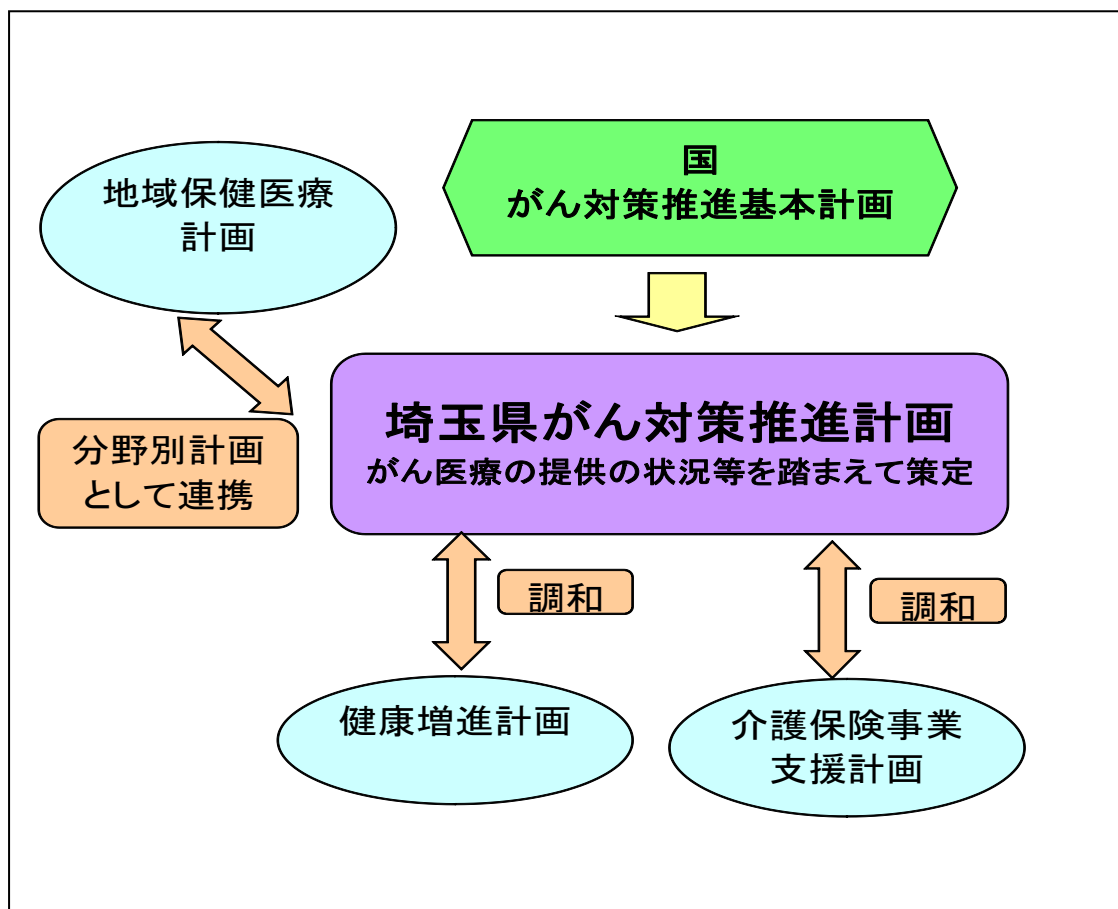 国
がん対策推進基本計画
地域保健医療
計画
埼玉県がん対策推進計画
がん医療の提供の状況等を踏まえて策定
分野別計画
として連携
調和
調和
健康増進計画
介護保険事業
支援計画